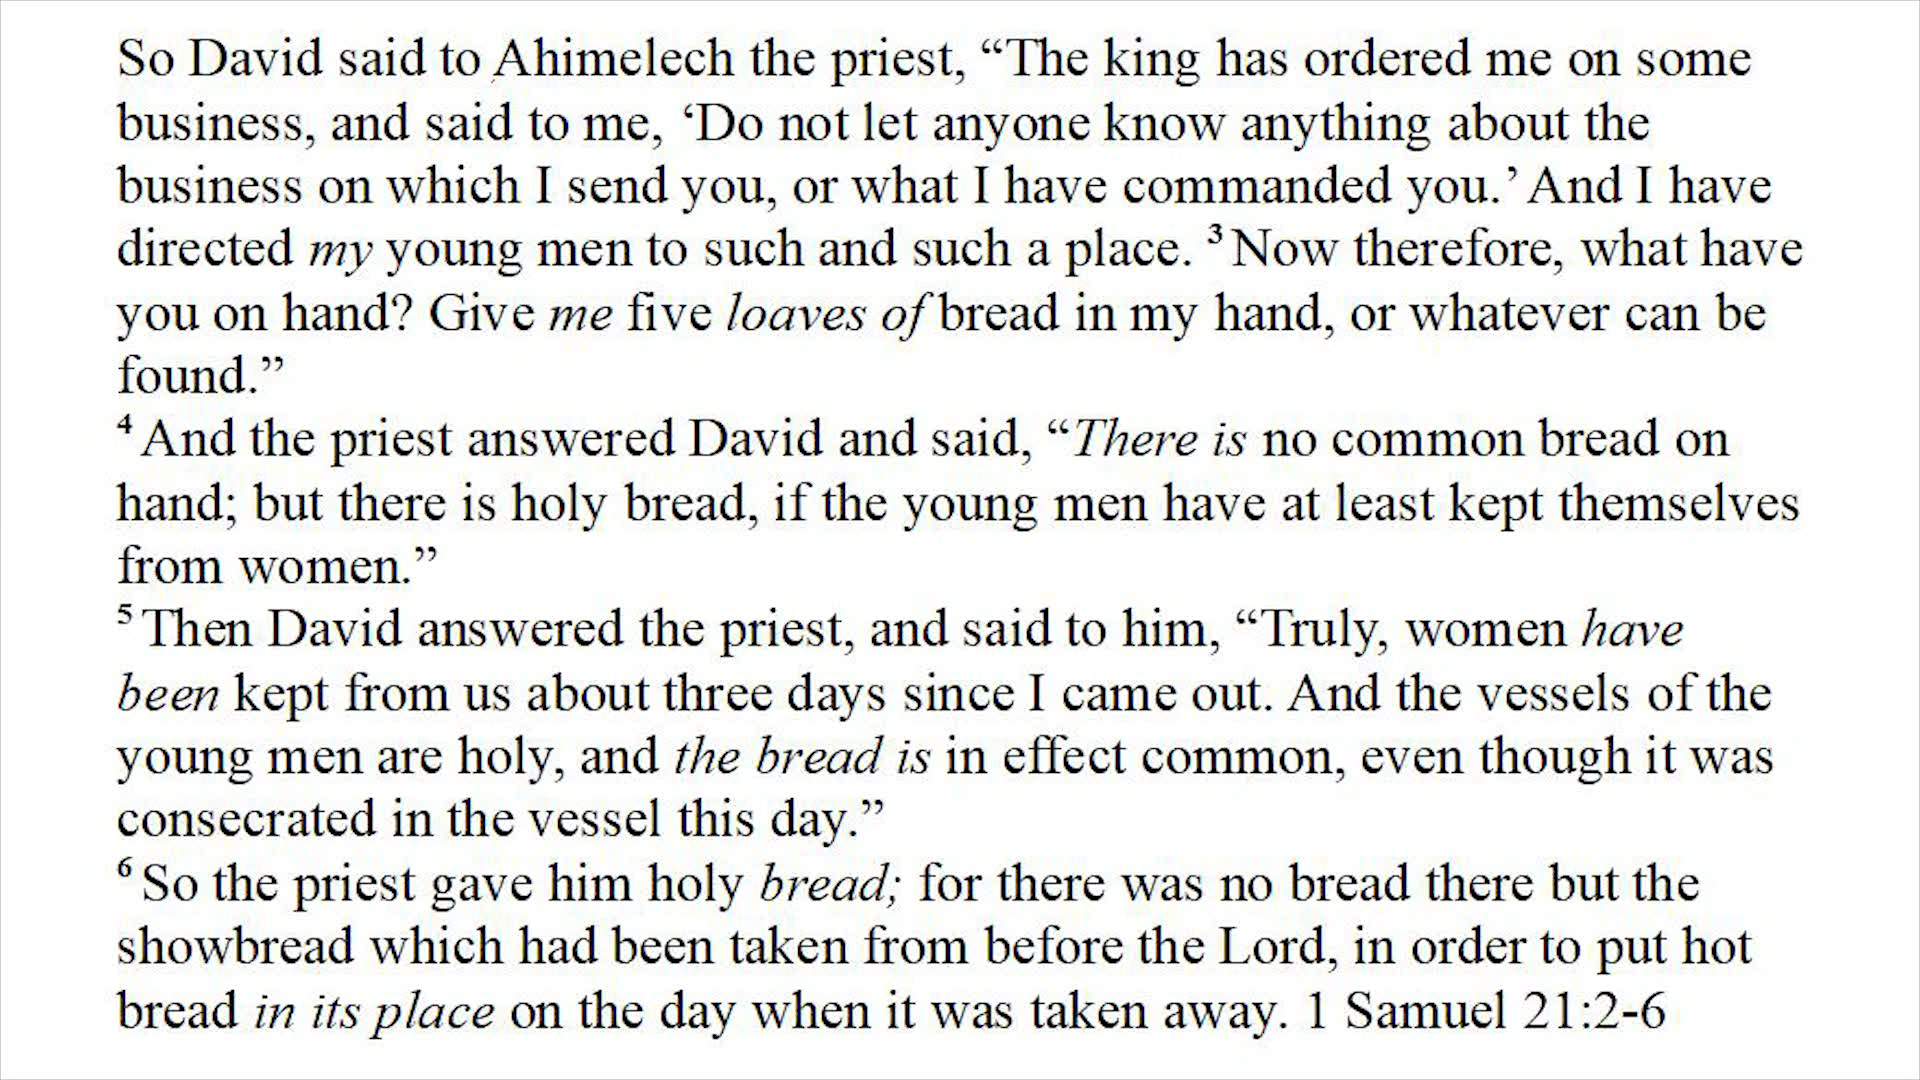 So David said to Ahimelech the priest, “The king has ordered me on some
business, and said to me, ‘Do not let anyone know anything about the
business on which I send you, or what I have commanded you.’ And I have
directed my young men to such and such a place. ³ Now therefore, what have
you on hand? Give me five loaves of bread in my hand, or whatever can be
found.”
⁴ And the priest answered David and said, “There is no common bread on
hand; but there is holy bread, if the young men have at least kept themselves
from women.”
⁵ Then David answered the priest, and said to him, “Truly, women have
been kept from us about three days since I came out. And the vessels of the
young men are holy, and the bread is in effect common, even though it was
consecrated in the vessel this day.”
⁶ So the priest gave him holy bread; for there was no bread there but the
showbread which had been taken from before the Lord, in order to put hot
bread in its place on the day when it was taken away. 1 Samuel 21:2-6